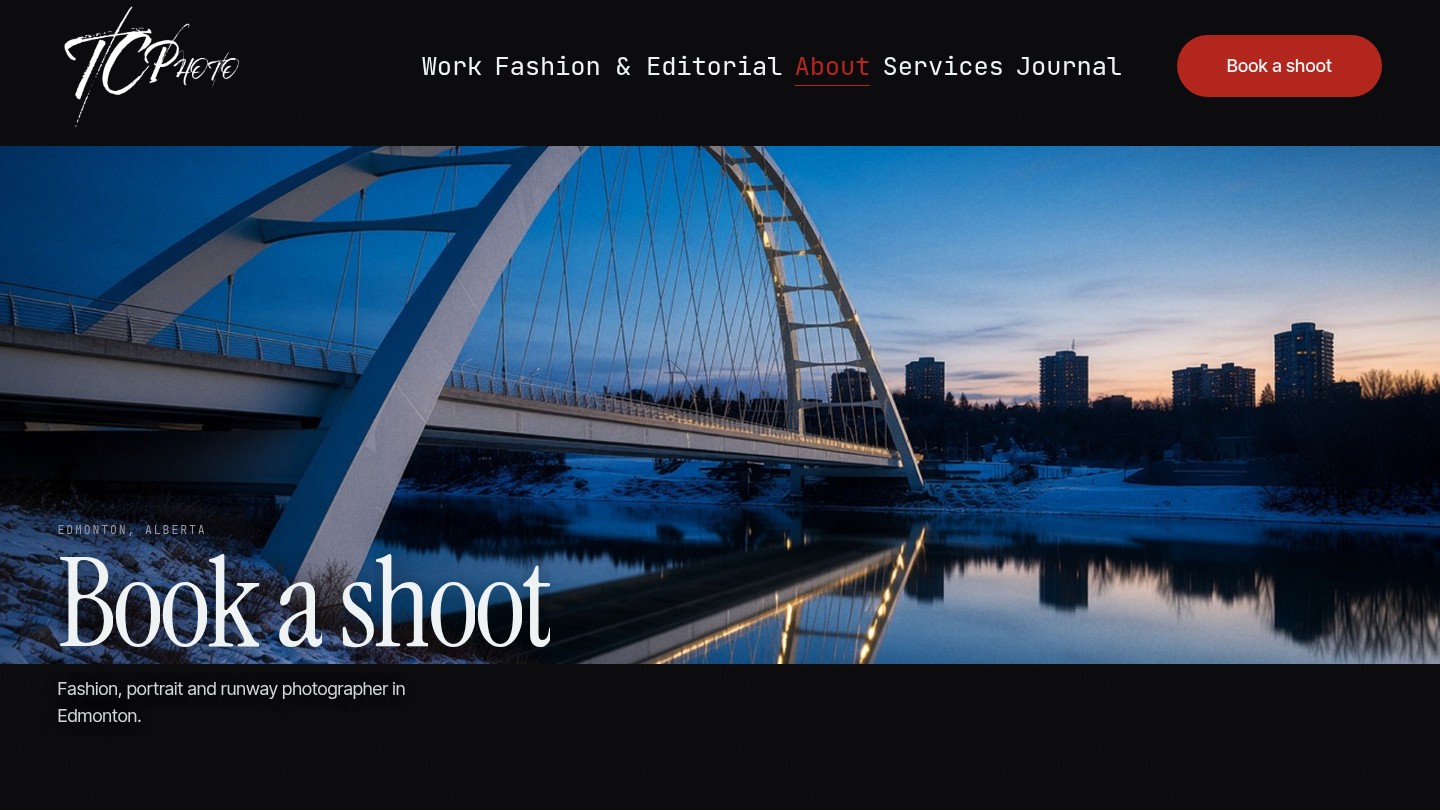 TCPHOTO
Work Fashion & Editorial About Services Journal
Book a shoot
EDMONTON, ALBERTA
Book a shoot
Fashion, portrait and runway photographer in
Edmonton.